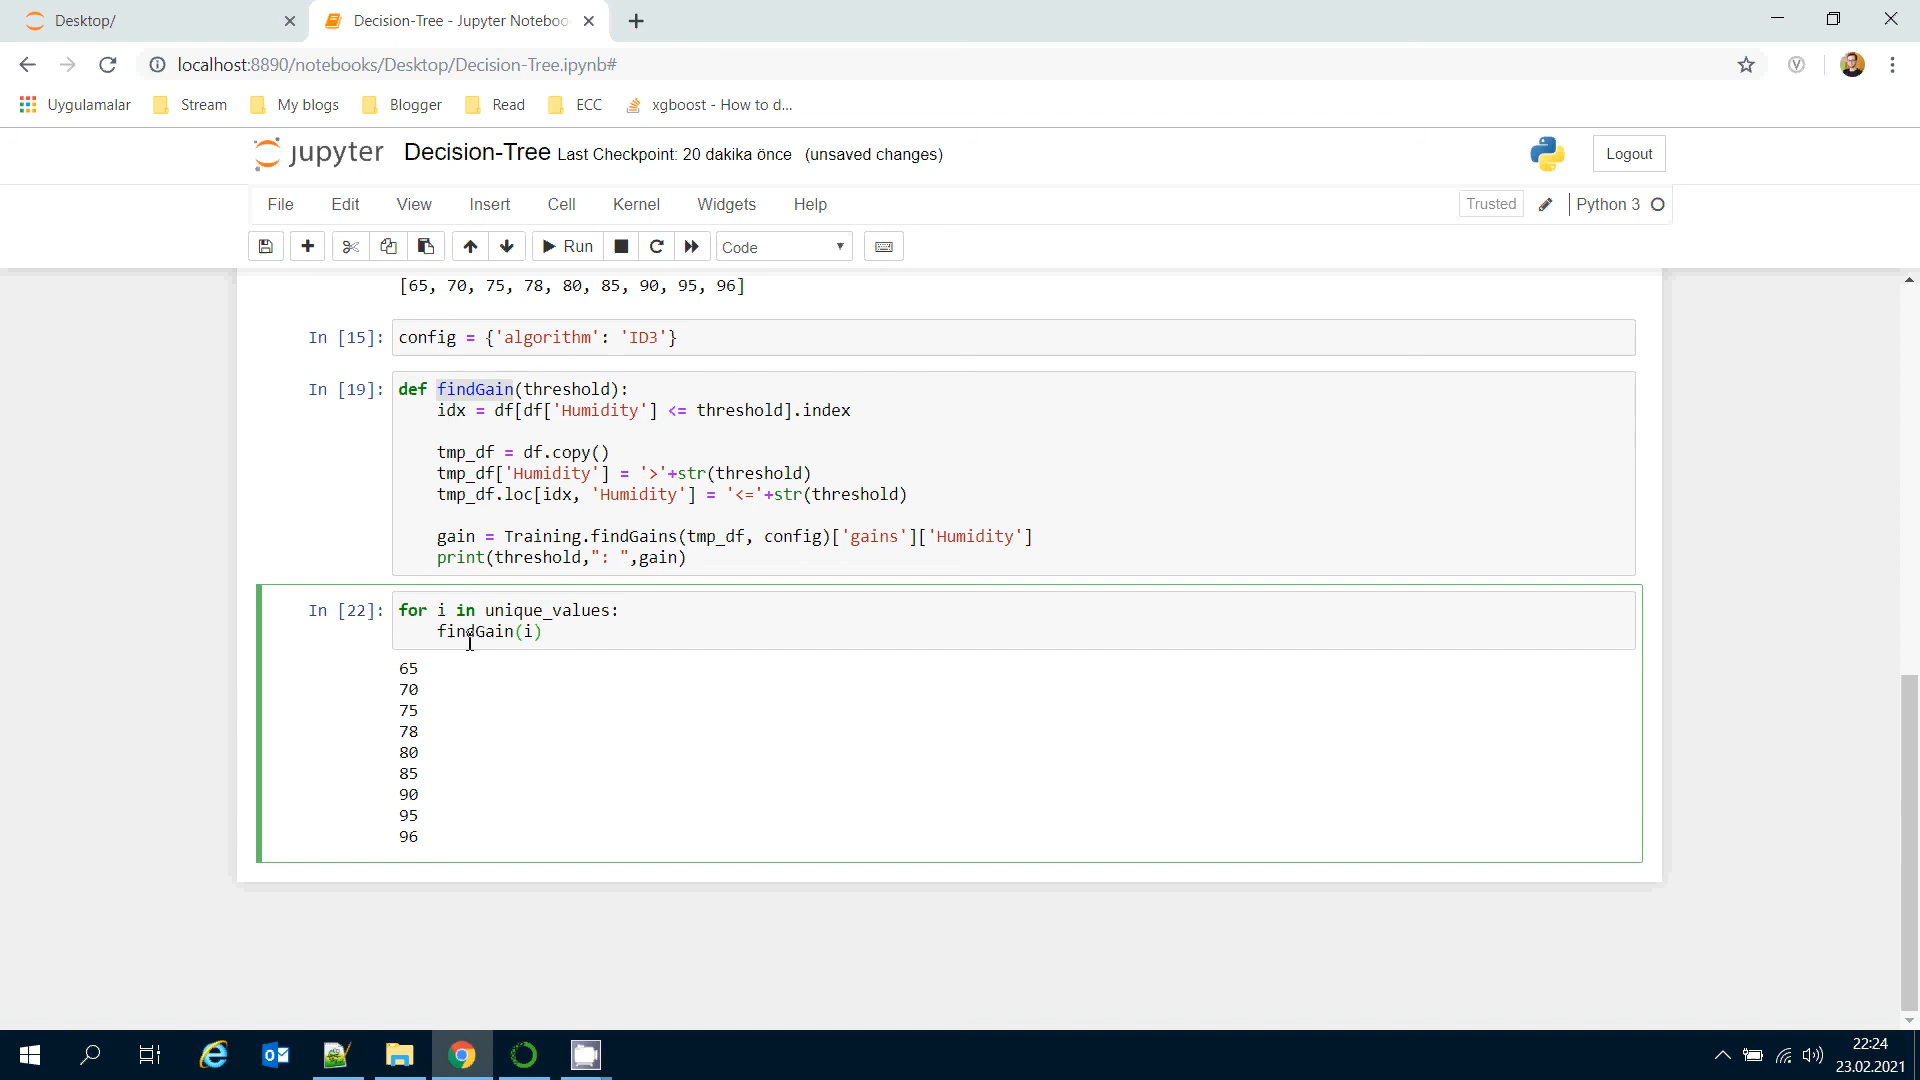 Desktop/
Decision-Tree - Jupyter Noteboo
localhost:8890/notebooks/Desktop/Decision-Tree.ipynb#
Uygulamalar Stream My blogs Blogger Read ECC xgboost - How to d...
jupyter Decision-Tree Last Checkpoint: 20 dakika önce (unsaved changes) Logout
File Edit View Insert Cell Kernel Widgets Help Trusted Python 3
Run Code
[65, 70, 75, 78, 80, 85, 90, 95, 96]
In [15]: config = {'algorithm': 'ID3'}
In [19]: def findGain(threshold):
idx = df[df['Humidity'] <= threshold].index
tmp_df = df.copy()
tmp_df['Humidity'] = '>'+str(threshold)
tmp_df.loc[idx, 'Humidity'] = '<='+str(threshold)
gain = Training.findGains(tmp_df, config)['gains']['Humidity']
print(threshold,": ",gain)
In [22]: for i in unique_values:
findGain(i)
65
70
75
78
80
85
90
95
96
22:24
23.02.2021